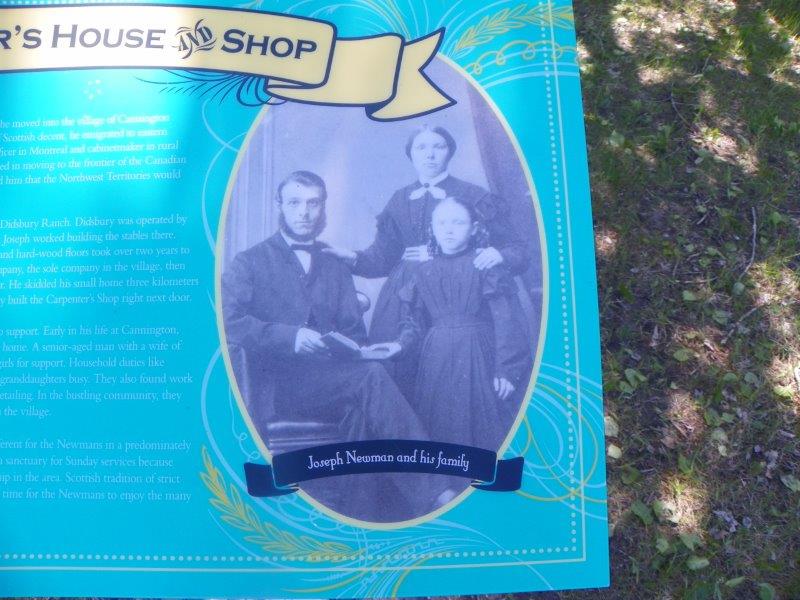 R'S HOUSE AND SHOP
he moved into the village of Cannington
Scottish decent, he emigrated to eastern
ficer in Montreal and cabinetmaker in rural
ed in moving to the frontier of the Canadian
d him that the Northwest Territories would
Didsbury Ranch. Didsbury was operated by
Joseph worked building the stables there.
and hard-wood floors took over two years to
mpany, the sole company in the village, then
r. He skidded his small home three kilometers
y built the Carpenter's Shop right next door.
o support. Early in his life at Cannington,
home. A senior-aged man with a wife of
girls for support. Household duties like
granddaughters busy. They also found work
etailing. In the bustling community, they
n the village.
ferent for the Newmans in a predominately
a sanctuary for Sunday services because
up in the area. Scottish tradition of strict
time for the Newmans to enjoy the many
Joseph Newman and his family